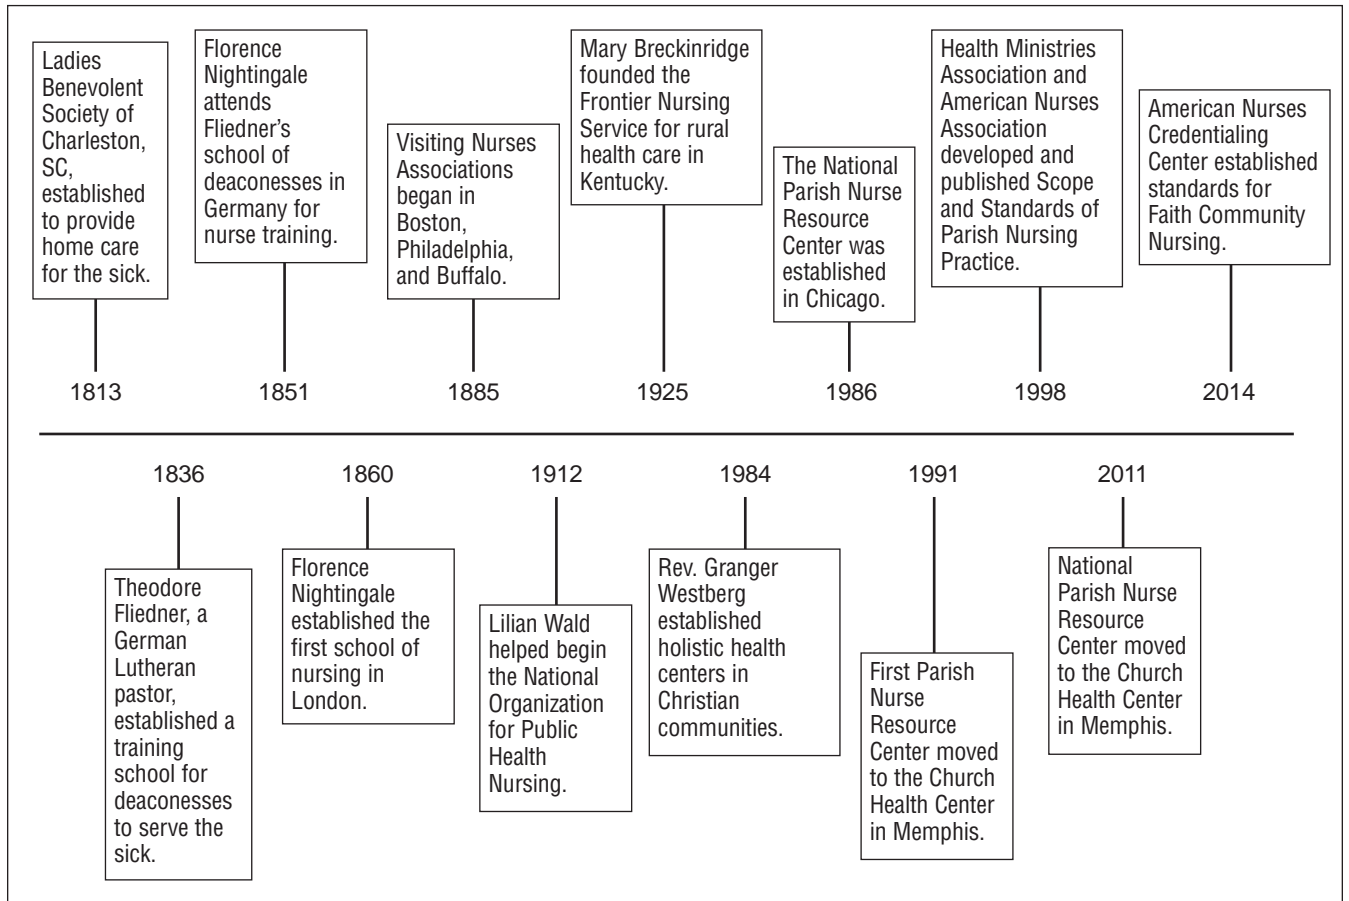 Ladies
Benevolent
Society of
Charleston,
SC,
established
to provide
home care
for the sick.
1813
Florence
Nightingale
attends
Fliedner’s
school of
deaconesses in
Germany for
nurse training.
1851
Visiting Nurses
Associations
began in
Boston,
Philadelphia,
and Buffalo.
1885
Mary Breckinridge
founded the
Frontier Nursing
Service for rural
health care in
Kentucky.
1925
The National
Parish Nurse
Resource
Center was
established
in Chicago.
1986
Health Ministries
Association and
American Nurses
Association
developed and
published Scope
and Standards of
Parish Nursing
Practice.
1998
American Nurses
Credentialing
Center established
standards for
Faith Community
Nursing.
2014
1836
Theodore
Fliedner, a
German
Lutheran
pastor,
established a
training
school for
deaconesses
to serve the
sick.
1860
Florence
Nightingale
established the
first school of
nursing in
London.
1912
Lilian Wald
helped begin
the National
Organization
for Public
Health
Nursing.
1984
Rev. Granger
Westberg
established
holistic health
centers in
Christian
communities.
1991
First Parish
Nurse
Resource
Center moved
to the Church
Health Center
in Memphis.
2011
National
Parish Nurse
Resource
Center moved
to the Church
Health Center
in Memphis.